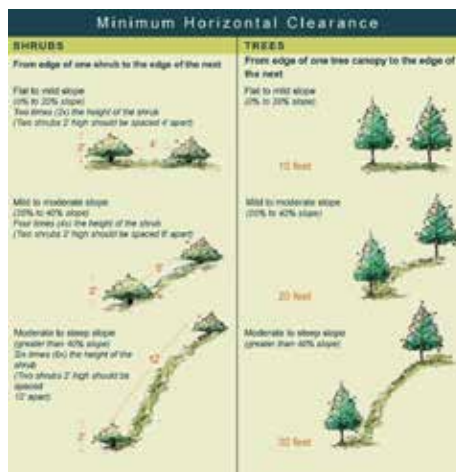 Minimum Horizontal Clearance
SHRUBS
From edge of one shrub to the edge of the next
Flat to mild slope
(0% to 20% slope)
Two times (2x) the height of the shrub
(Two shrubs 2' high should be spaced 4' apart)
2'
4'
Mild to moderate slope
(20% to 40% slope)
Four times (4x) the height of the shrub
(Two shrubs 2' high should be spaced 8' apart)
8'
2'
Moderate to steep slope
(greater than 40% slope)
Six times (6x) the height of the
shrub
(Two shrubs 2' high should be
spaced
12' apart)
12'
2'
TREES
From edge of one tree canopy to the edge of
the next
Flat to mild slope
(0% to 20% slope)
10 feet
Mild to moderate slope
(20% to 40% slope)
20 feet
Moderate to steep slope
(greater than 40% slope)
30 feet